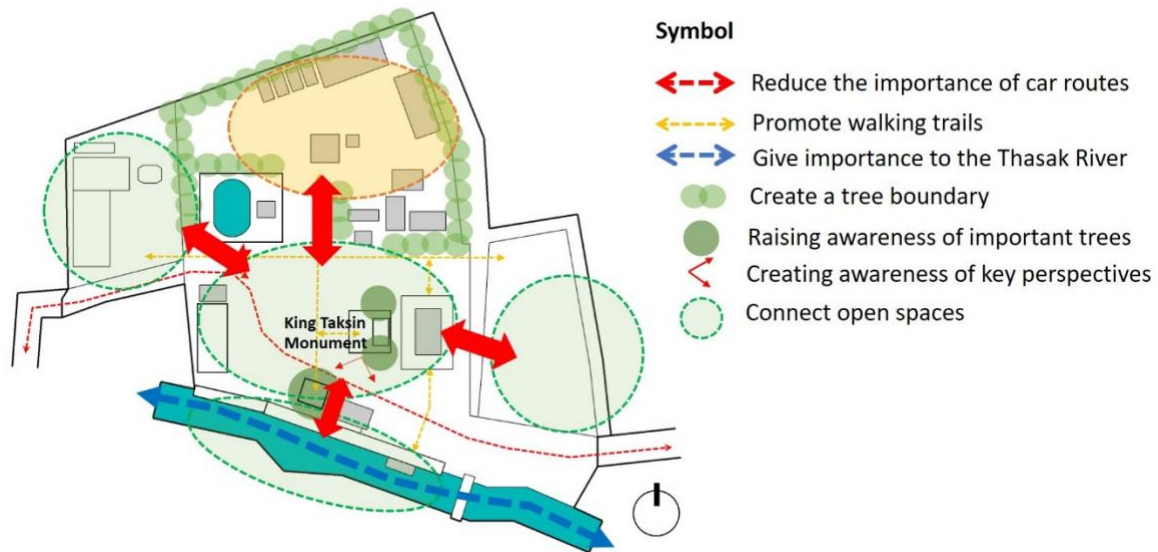 Symbol
Reduce the importance of car routes
Promote walking trails
Give importance to the Thasak River
Create a tree boundary
Raising awareness of important trees
Creating awareness of key perspectives
Connect open spaces
King Taksin
Monument